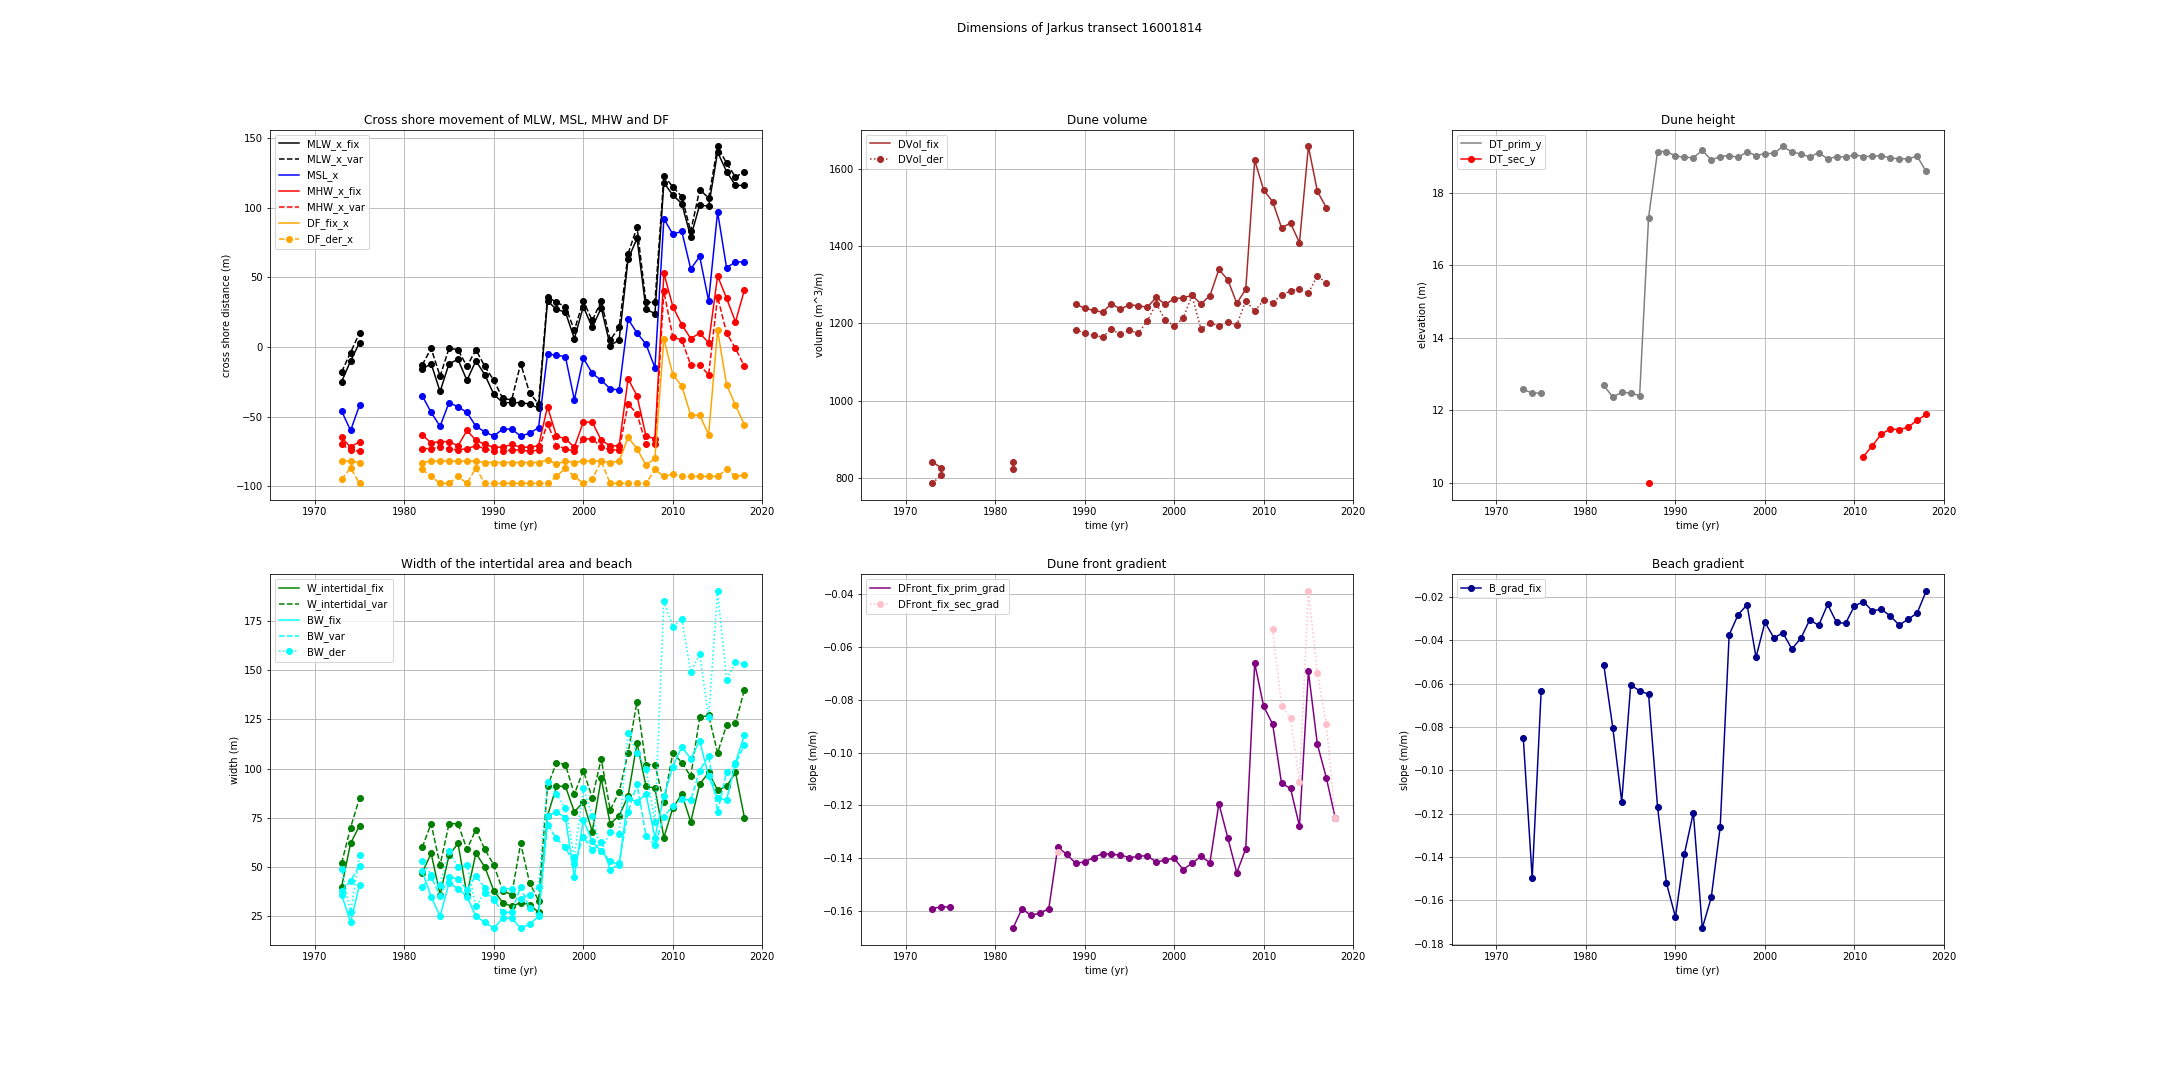 Dimensions of Jarkus transect 16001814
Cross shore movement of MLW, MSL, MHW and DF
MLW_x_fix
MLW_x_var
MSL_x
MHW_x_fix
MHW_x_var
DF_fix_x
DF_der_x
150
100
50
0
−50
−100
cross shore distance (m)
1970 1980 1990 2000 2010 2020
time (yr)
Dune volume
DVol_fix
DVol_der
1600
1400
1200
1000
800
volume (m^3/m)
1970 1980 1990 2000 2010 2020
time (yr)
Dune height
DT_prim_y
DT_sec_y
18
16
14
12
10
elevation (m)
1970 1980 1990 2000 2010 2020
time (yr)
Width of the intertidal area and beach
W_intertidal_fix
W_intertidal_var
BW_fix
BW_var
BW_der
175
150
125
100
75
50
25
width (m)
1970 1980 1990 2000 2010 2020
time (yr)
Dune front gradient
DFront_fix_prim_grad
DFront_fix_sec_grad
−0.04
−0.06
−0.08
−0.10
−0.12
−0.14
−0.16
slope (m/m)
1970 1980 1990 2000 2010 2020
time (yr)
Beach gradient
B_grad_fix
−0.02
−0.04
−0.06
−0.08
−0.10
−0.12
−0.14
−0.16
−0.18
slope (m/m)
1970 1980 1990 2000 2010 2020
time (yr)